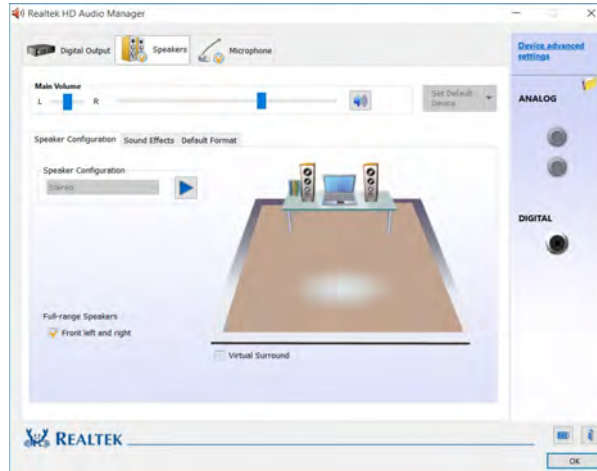 Realtek HD Audio Manager
Digital Output
Speakers
Microphone
Device advanced
settings
Main Volume
L
R
Set Default
Device
ANALOG
Speaker Configuration
Sound Effects
Default Format
Speaker Configuration
Stereo
DIGITAL
Full-range Speakers
Front left and right
Virtual Surround
REALTEK
OK